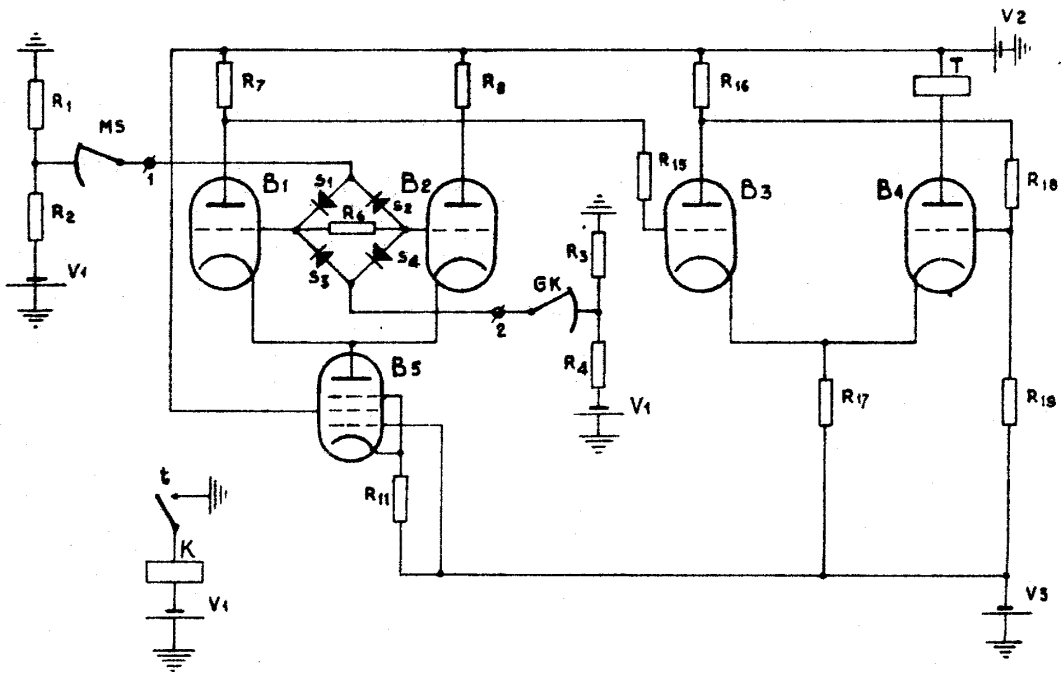 V2
T
R7
R8
R16
R1
MS
1
B1
S1
B2
S2
R6
S3
S4
R15
B3
B4
R18
R2
V1
R3
GK
2
R4
V1
B5
R17
R19
R11
t
K
V1
V3